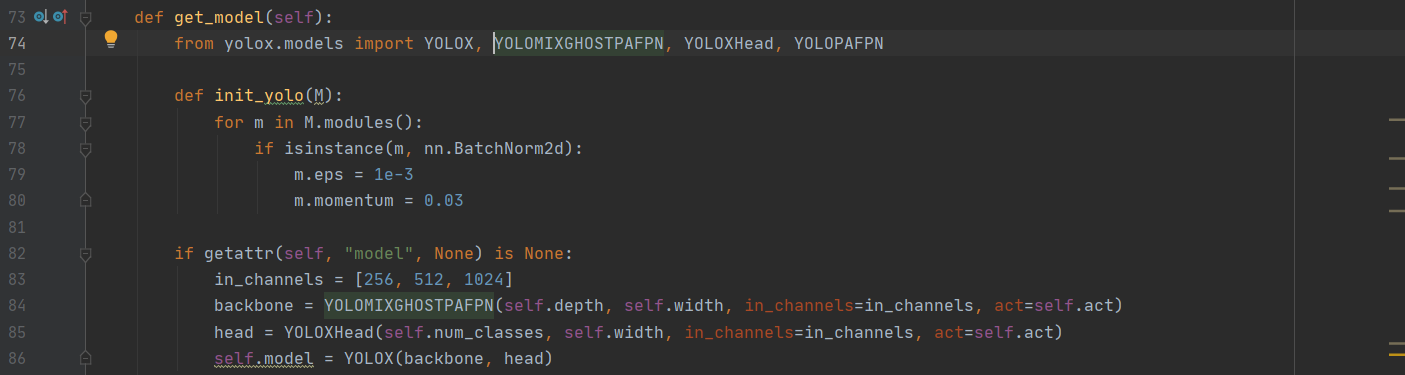 73 def get_model(self):
74 from yolox.models import YOLOX, YOLOMIXGHOSTPAFPN, YOLOXHead, YOLOPAFPN
75
76 def init_yolo(M):
77 for m in M.modules():
78 if isinstance(m, nn.BatchNorm2d):
79 m.eps = 1e-3
80 m.momentum = 0.03
81
82 if getattr(self, "model", None) is None:
83 in_channels = [256, 512, 1024]
84 backbone = YOLOMIXGHOSTPAFPN(self.depth, self.width, in_channels=in_channels, act=self.act)
85 head = YOLOXHead(self.num_classes, self.width, in_channels=in_channels, act=self.act)
86 self.model = YOLOX(backbone, head)